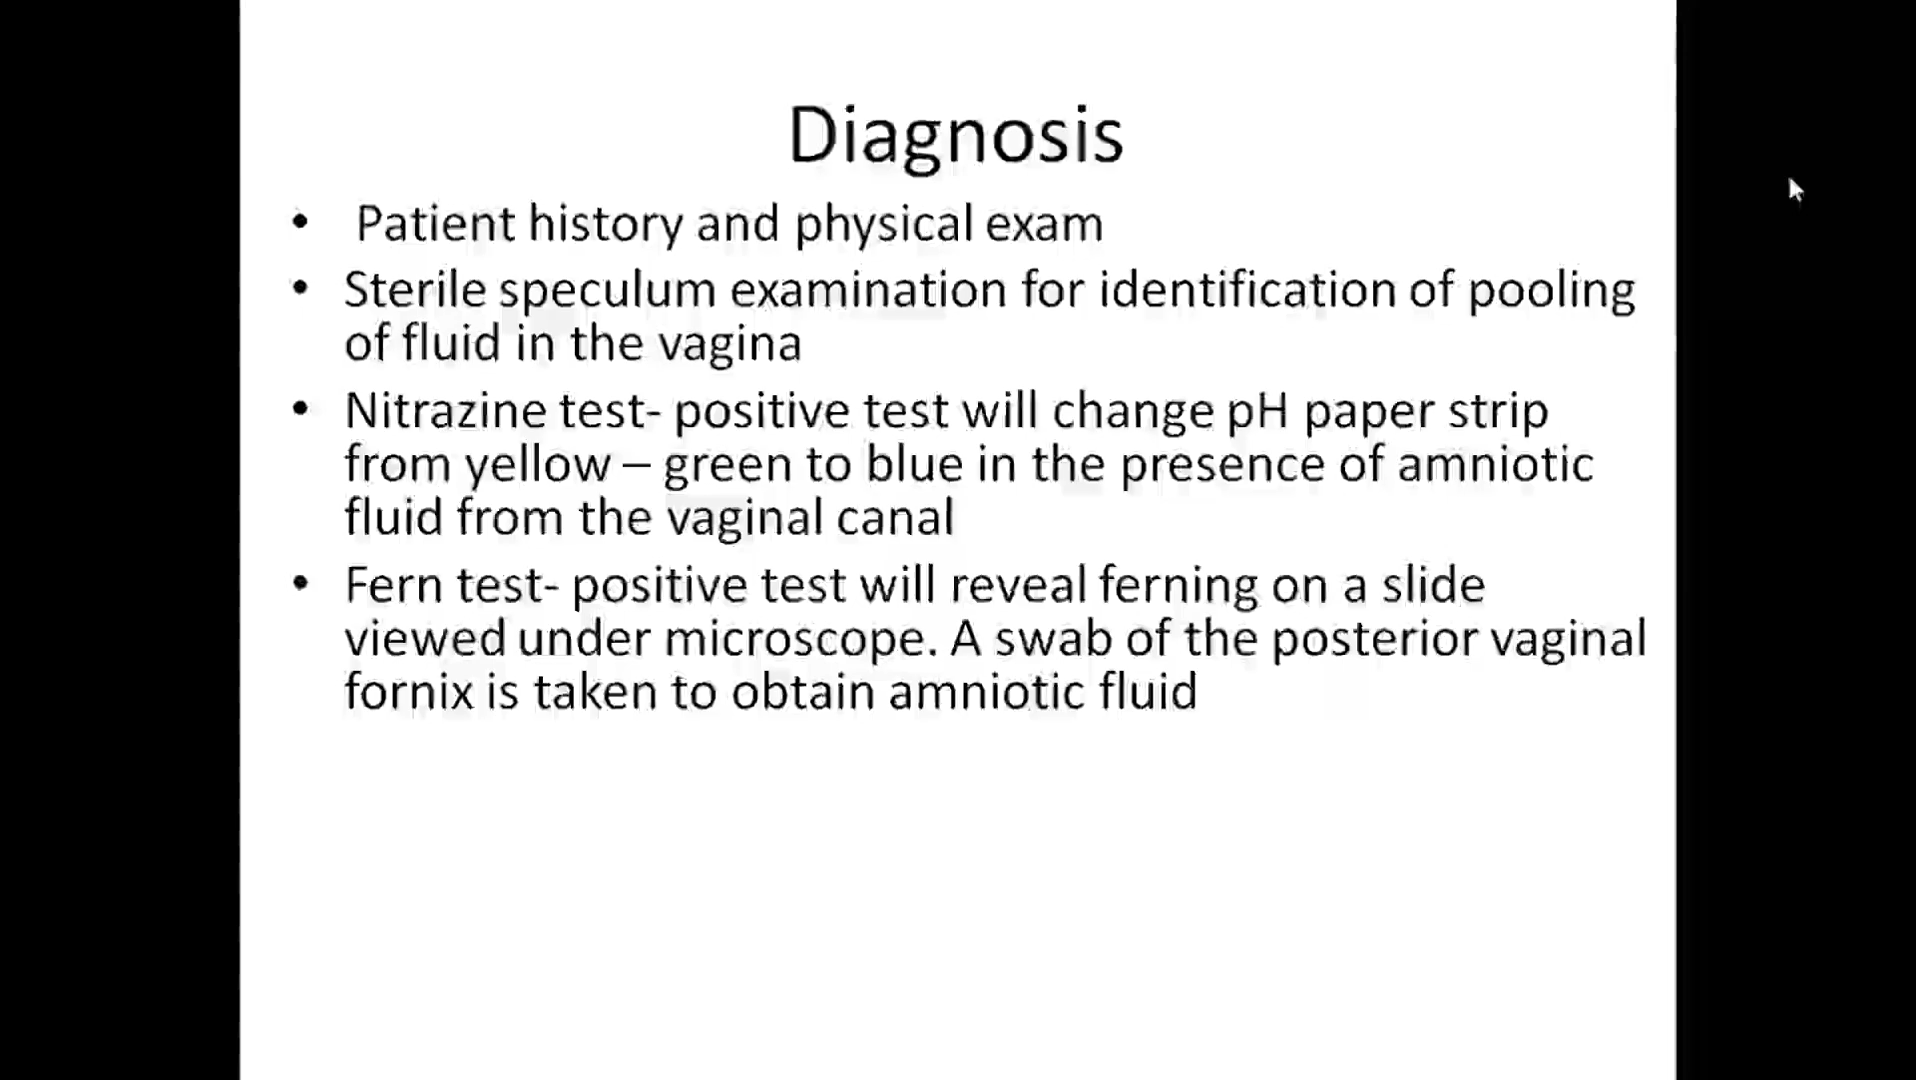 Diagnosis
• Patient history and physical exam
• Sterile speculum examination for identification of pooling
of fluid in the vagina
• Nitrazine test- positive test will change pH paper strip
from yellow – green to blue in the presence of amniotic
fluid from the vaginal canal
• Fern test- positive test will reveal ferning on a slide
viewed under microscope. A swab of the posterior vaginal
fornix is taken to obtain amniotic fluid